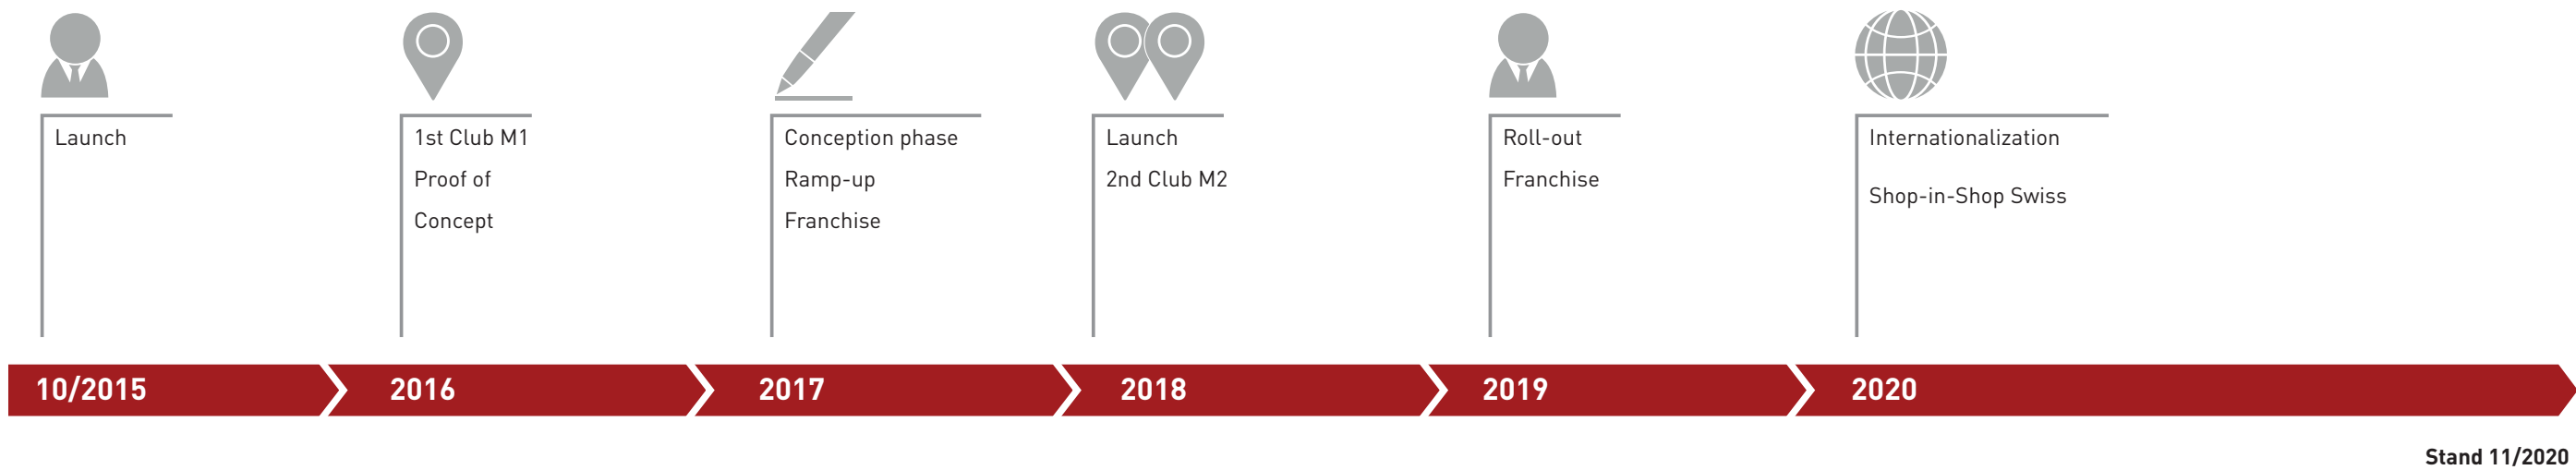 Launch
1st Club M1
Proof of
Concept
Conception phase
Ramp-up
Franchise
Launch
2nd Club M2
Roll-out
Franchise
Internationalization
Shop-in-Shop Swiss
10/2015
2016
2017
2018
2019
2020
Stand 11/2020